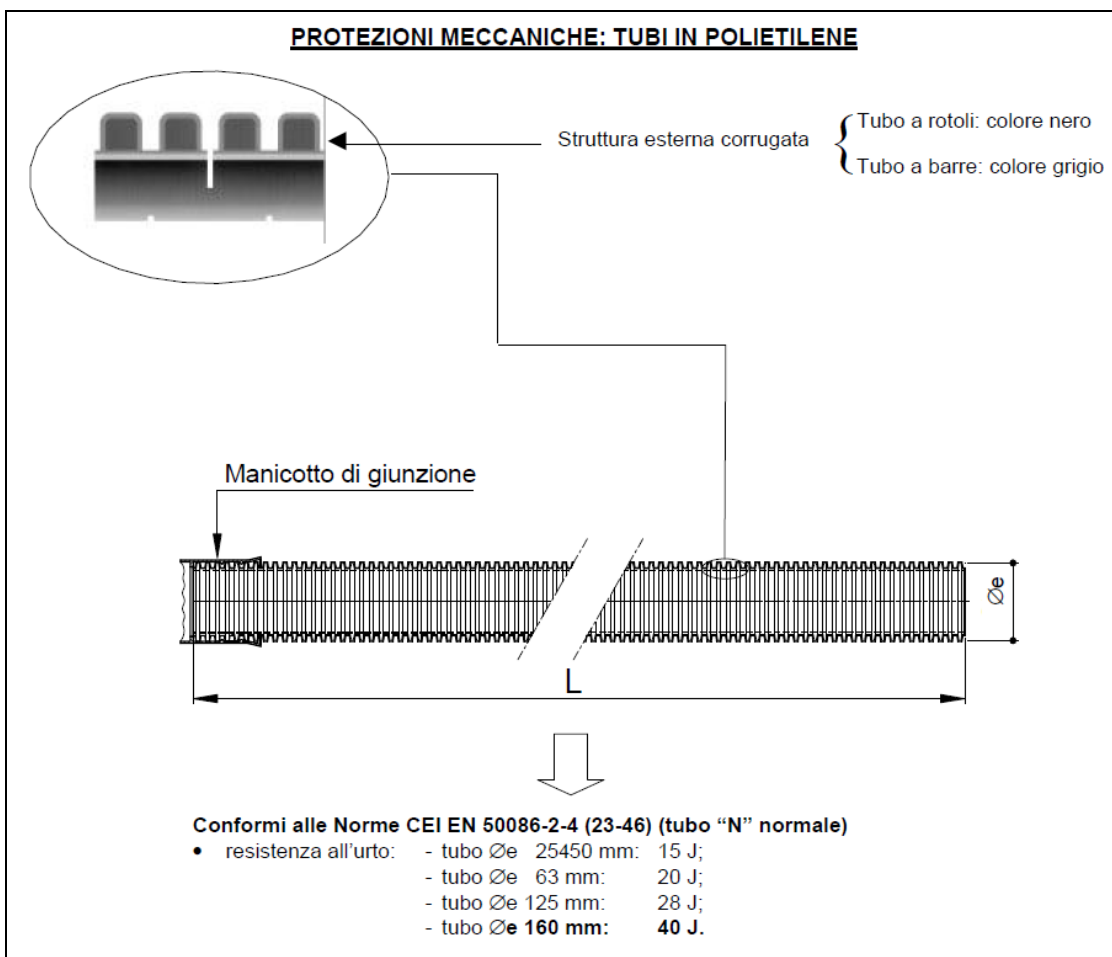 PROTEZIONI MECCANICHE: TUBI IN POLIETILENE
Struttura esterna corrugata
Tubo a rotoli: colore nero
Tubo a barre: colore grigio
Manicotto di giunzione
Øe
L
Conformi alle Norme CEI EN 50086-2-4 (23-46) (tubo “N” normale)
• resistenza all’urto: - tubo Øe 25450 mm: 15 J;
- tubo Øe 63 mm: 20 J;
- tubo Øe 125 mm: 28 J;
- tubo Øe 160 mm: 40 J.